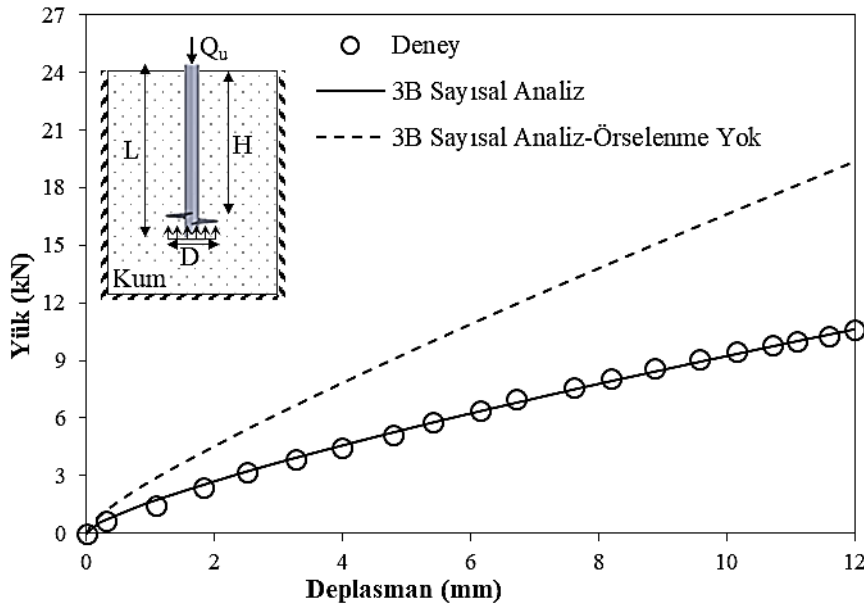 27
24
21
18
15
12
9
6
3
0
Yük (kN)
Qu
L
H
D
Kum
Deney
3B Sayısal Analiz
3B Sayısal Analiz-Örselenme Yok
0 2 4 6 8 10 12
Deplasman (mm)